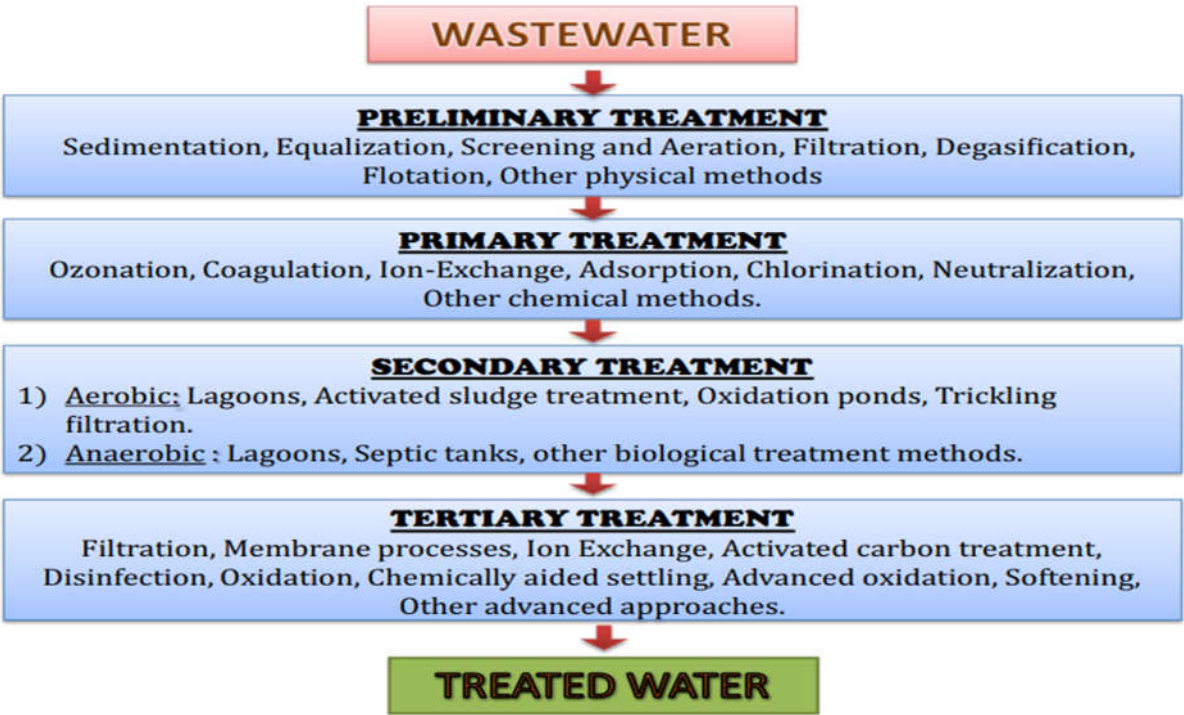 WASTEWATER
PRELIMINARY TREATMENT
Sedimentation, Equalization, Screening and Aeration, Filtration, Degasification,
Flotation, Other physical methods
PRIMARY TREATMENT
Ozonation, Coagulation, Ion-Exchange, Adsorption, Chlorination, Neutralization,
Other chemical methods.
SECONDARY TREATMENT
1) Aerobic: Lagoons, Activated sludge treatment, Oxidation ponds, Trickling
filtration.
2) Anaerobic : Lagoons, Septic tanks, other biological treatment methods.
TERTIARY TREATMENT
Filtration, Membrane processes, Ion Exchange, Activated carbon treatment,
Disinfection, Oxidation, Chemically aided settling, Advanced oxidation, Softening,
Other advanced approaches.
TREATED WATER